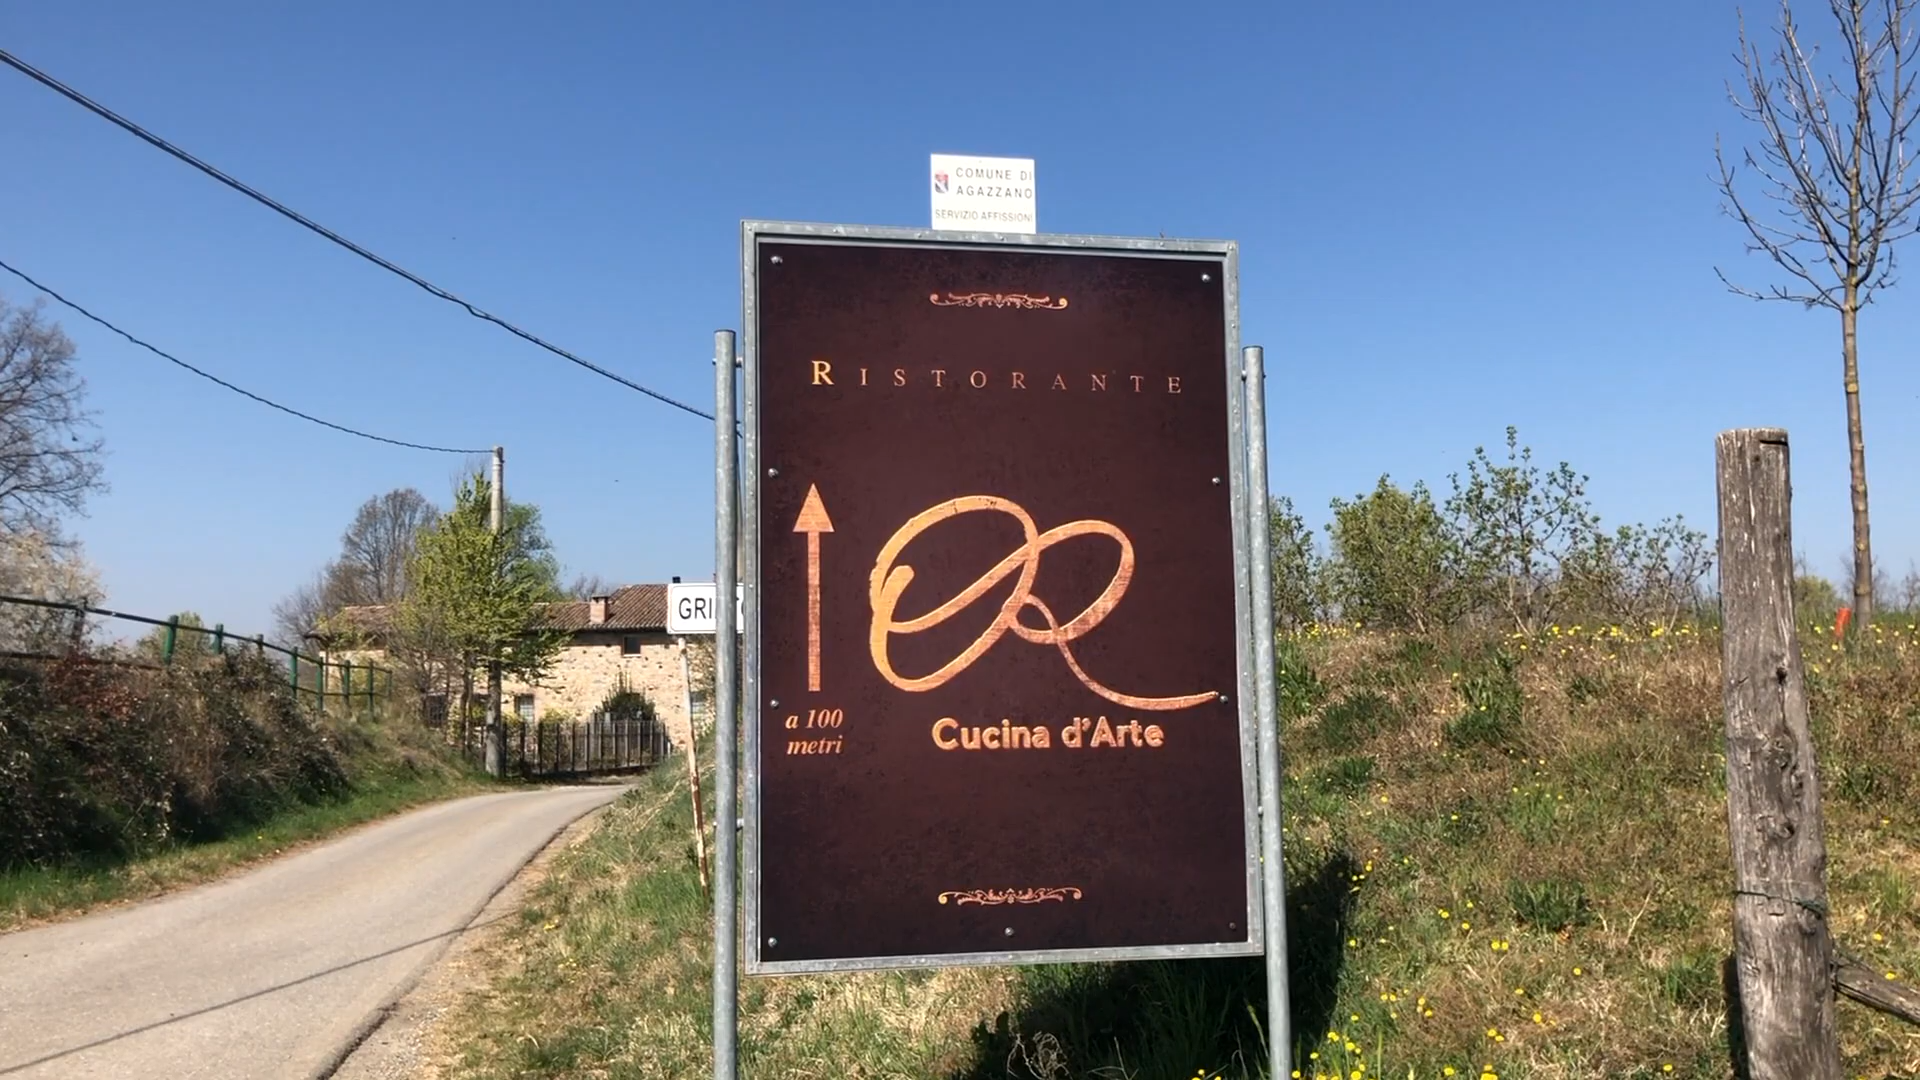 COMUNE DI
AGAZZANO
SERVIZIO AFFISSIONI
RISTORANTE
a 100
metri
Cucina d'Arte